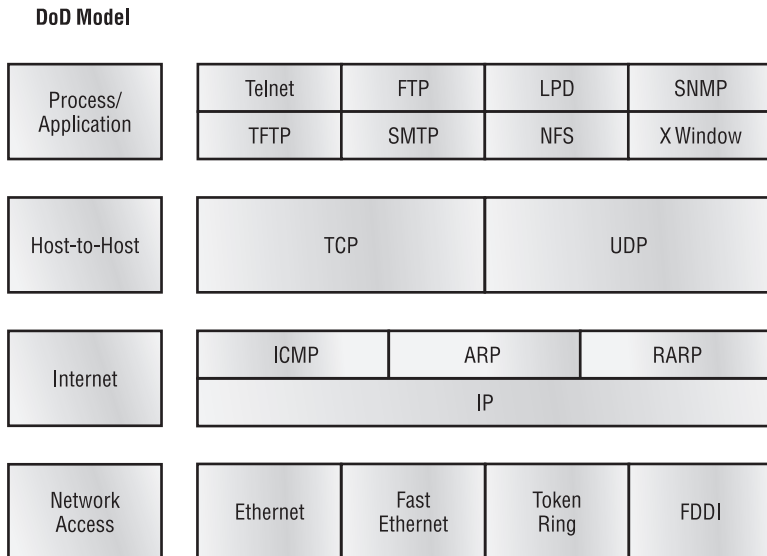 DoD Model
Process/
Application
Telnet FTP LPD SNMP
TFTP SMTP NFS X Window
Host-to-Host
TCP UDP
Internet
ICMP ARP RARP
IP
Network
Access
Ethernet
Fast
Ethernet
Token
Ring
FDDI